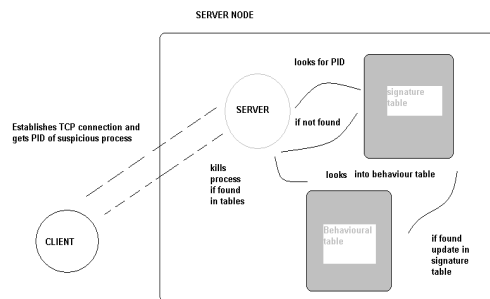 SERVER NODE
looks for PID
signature
table
SERVER
Establishes TCP connection and
gets PID of suspicious process
if not found
kills
process
if found
in tables
looks into behaviour table
Behavioural
table
CLIENT
if found
update in
signature
table